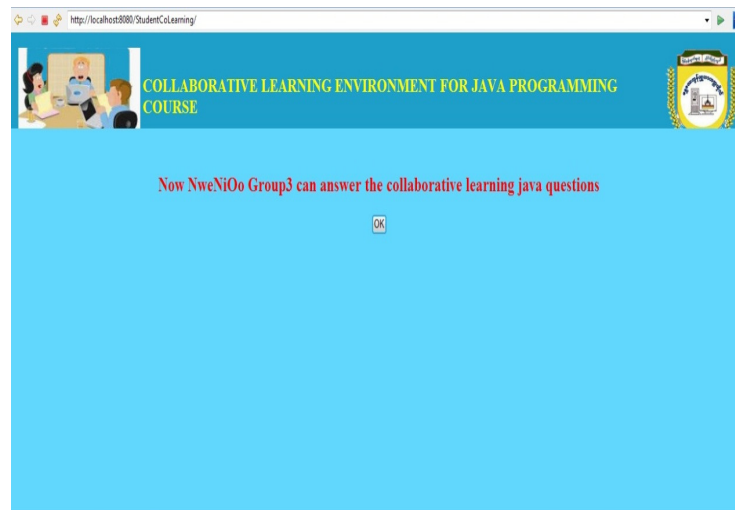 http://localhost:8080/StudentCoLearning/
COLLABORATIVE LEARNING ENVIRONMENT FOR JAVA PROGRAMMING
COURSE
Now NweNiOo Group3 can answer the collaborative learning java questions
OK